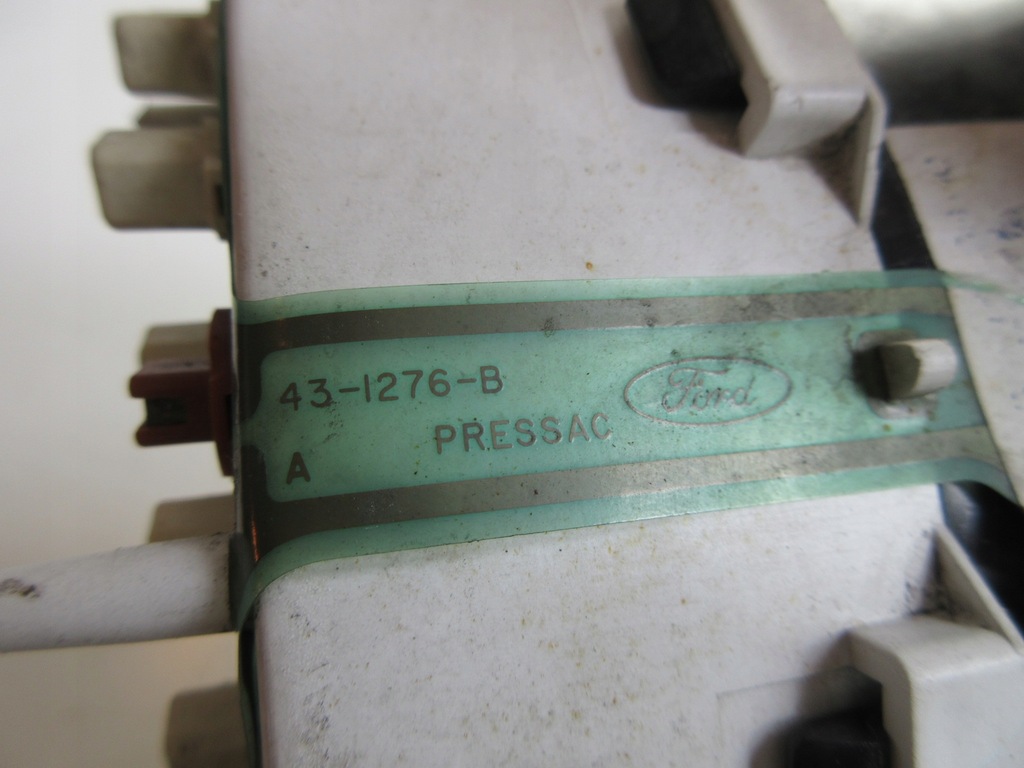 43-1276-B
Ford
PRESSAC
A